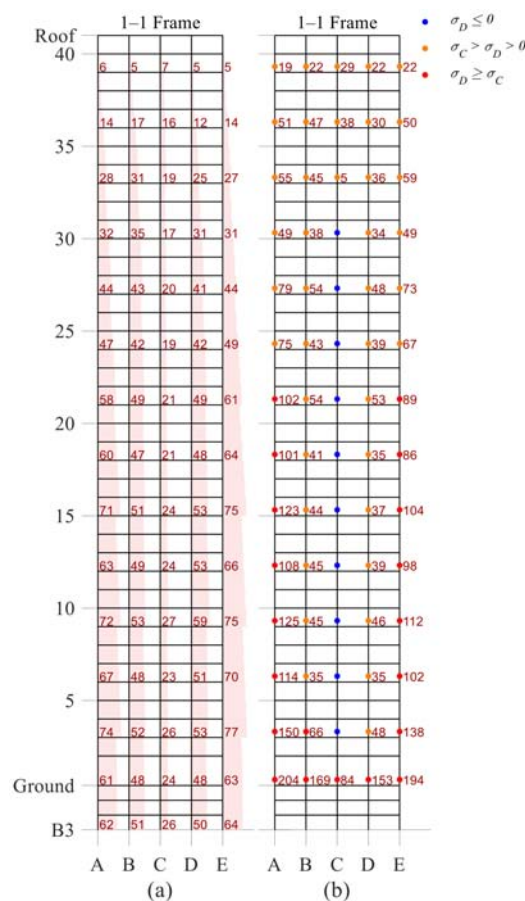 1–1 Frame 1–1 Frame
σ_D ≤ 0
σ_C > σ_D > 0
σ_D ≥ σ_C
Roof
40
6 5 7 5 5 19 22 29 22 22
14 17 16 12 14 51 47 38 30 50
35
28 31 19 25 27 55 45 5 36 59
30
32 35 17 31 31 49 38 34 49
44 43 20 41 44 79 54 48 73
25
47 42 19 42 49 75 43 39 67
58 49 21 49 61 102 54 53 89
20
60 47 21 48 64 101 41 35 86
15
71 51 24 53 75 123 44 37 104
63 49 24 53 66 108 45 39 98
10
72 53 27 59 75 125 45 46 112
67 48 23 51 70 114 35 35 102
5
74 52 26 53 77 150 66 48 138
Ground
61 48 24 48 63 204 169 84 153 194
B3
62 51 26 50 64
A B C D E A B C D E
(a) (b)